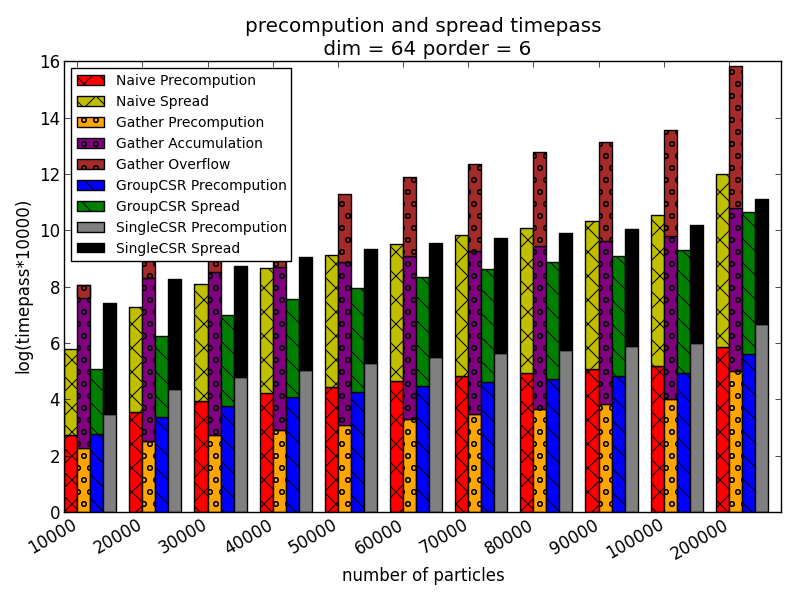 precompution and spread timepass
dim = 64 porder = 6
log(timepass*10000)
16
14
12
10
8
6
4
2
0
Naive Precompution
Naive Spread
Gather Precompution
Gather Accumulation
Gather Overflow
GroupCSR Precompution
GroupCSR Spread
SingleCSR Precompution
SingleCSR Spread
10000
20000
30000
40000
50000
60000
70000
80000
90000
100000
200000
number of particles